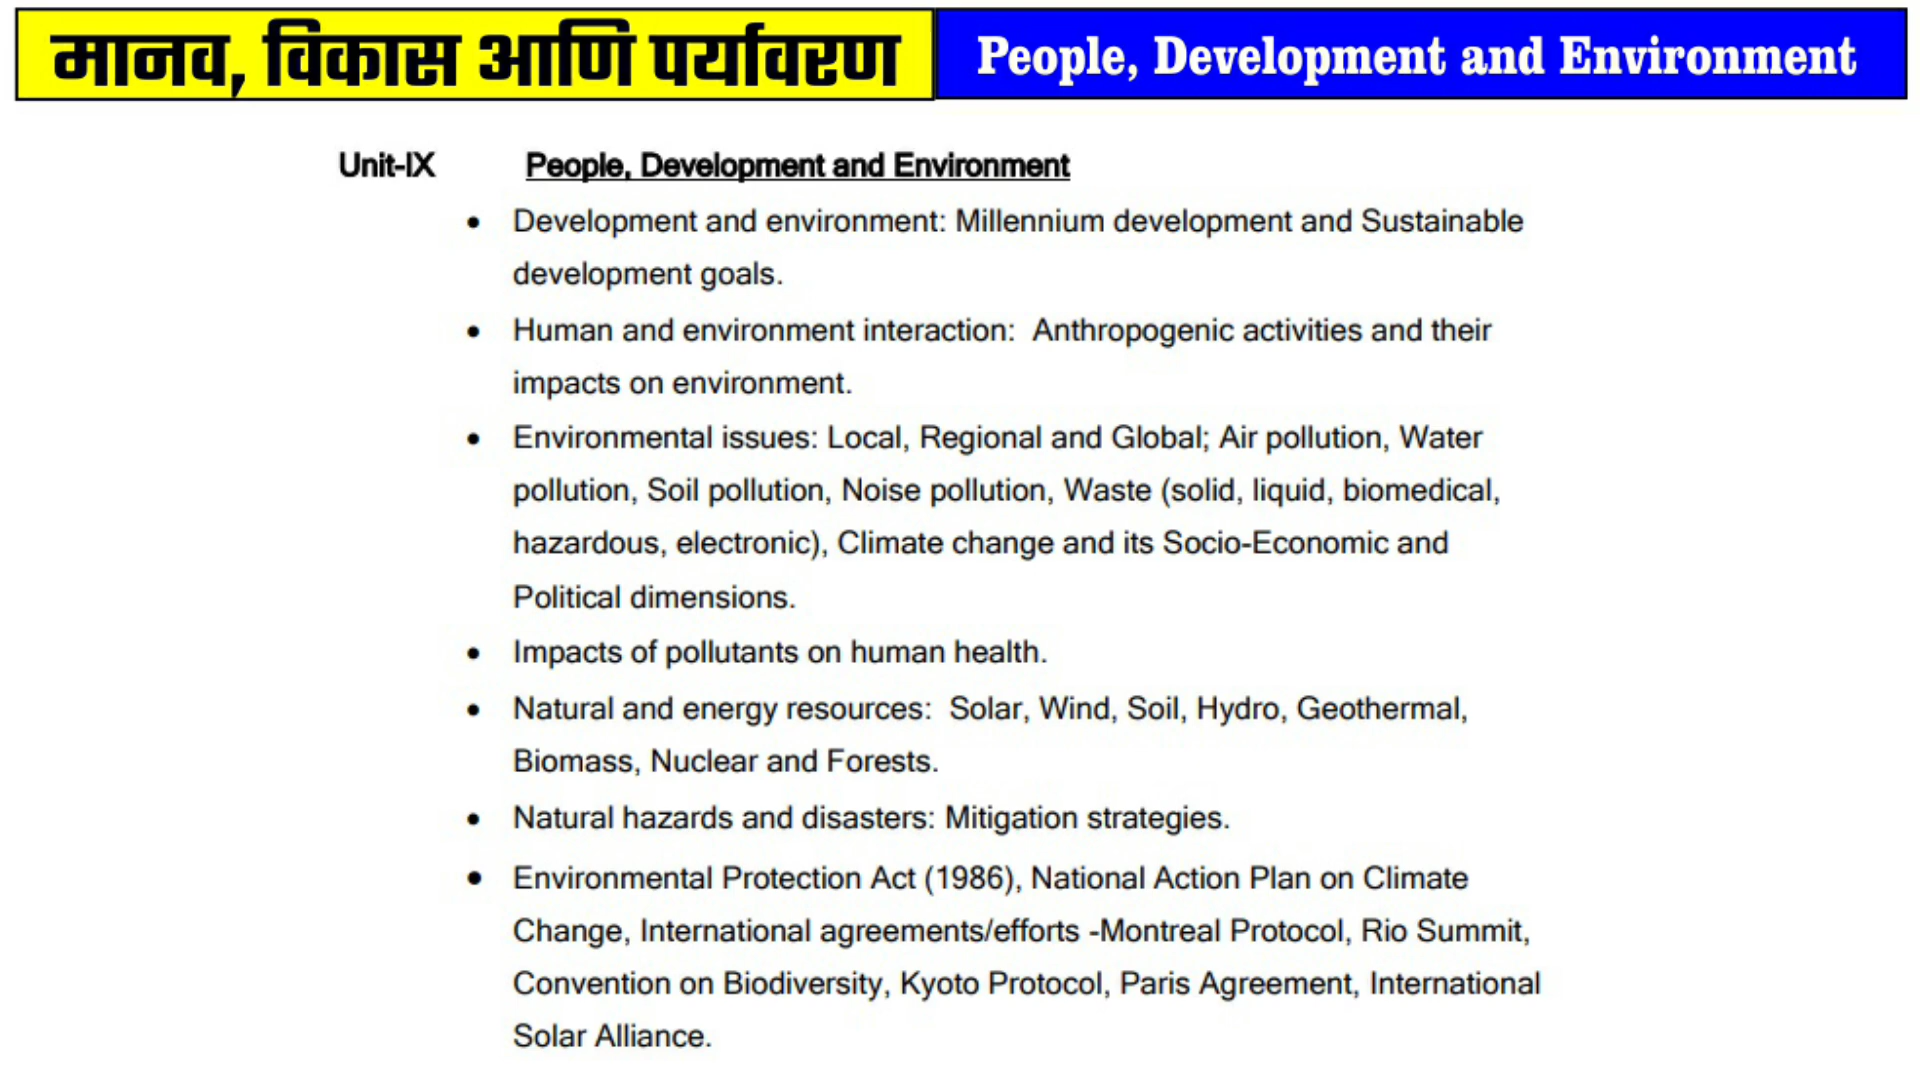 मानव, विकास आणि पर्यावरण People, Development and Environment
Unit-IX People, Development and Environment
• Development and environment: Millennium development and Sustainable
development goals.
• Human and environment interaction: Anthropogenic activities and their
impacts on environment.
• Environmental issues: Local, Regional and Global; Air pollution, Water
pollution, Soil pollution, Noise pollution, Waste (solid, liquid, biomedical,
hazardous, electronic), Climate change and its Socio-Economic and
Political dimensions.
• Impacts of pollutants on human health.
• Natural and energy resources: Solar, Wind, Soil, Hydro, Geothermal,
Biomass, Nuclear and Forests.
• Natural hazards and disasters: Mitigation strategies.
• Environmental Protection Act (1986), National Action Plan on Climate
Change, International agreements/efforts -Montreal Protocol, Rio Summit,
Convention on Biodiversity, Kyoto Protocol, Paris Agreement, International
Solar Alliance.